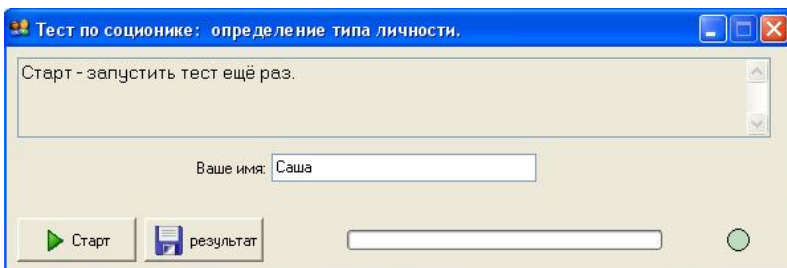 Тест по соционике: определение типа личности.
Старт - запустить тест ещё раз.
Ваше имя: Саша
Старт
результат